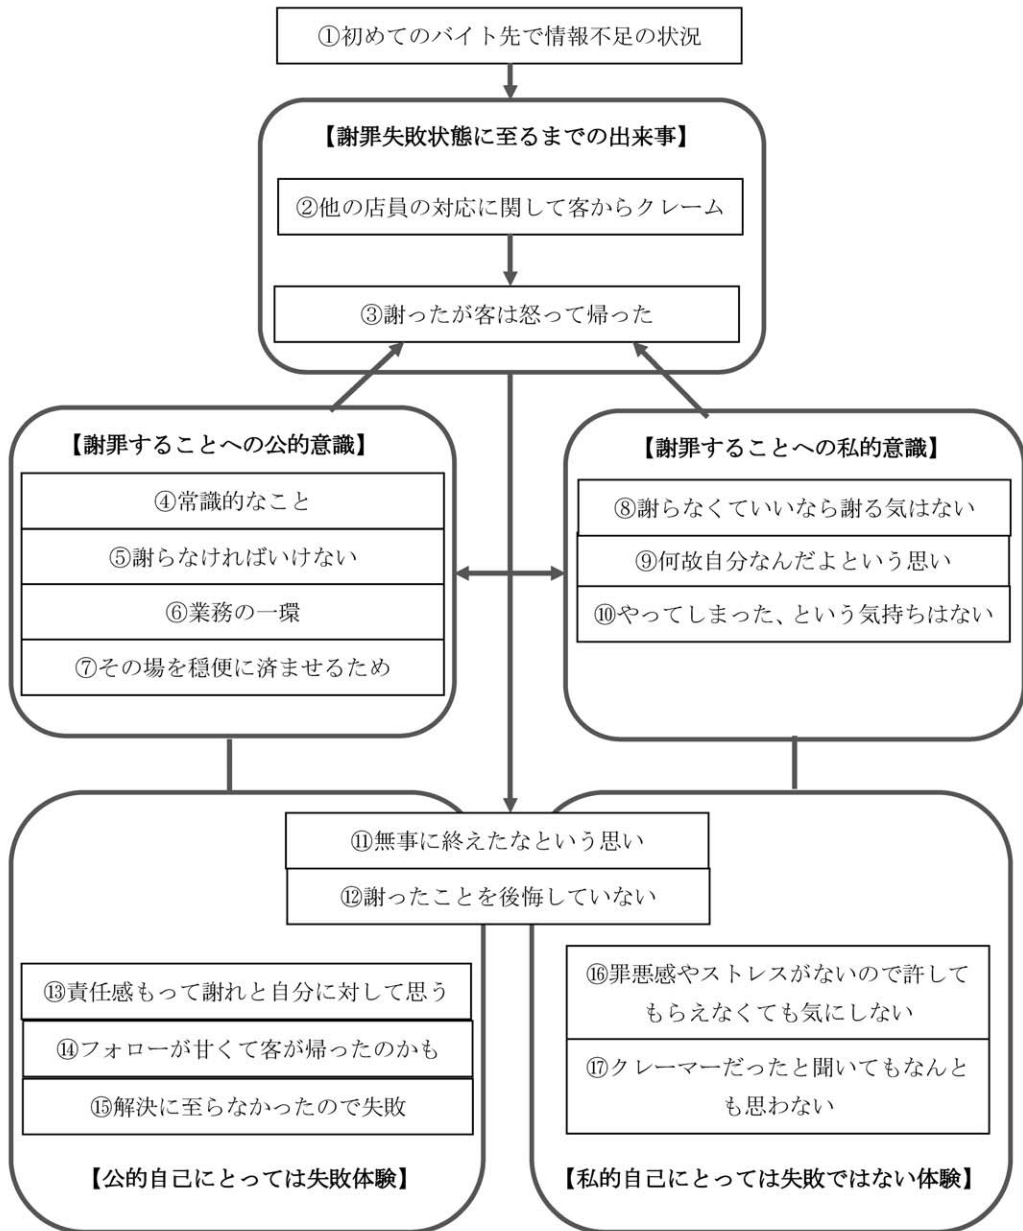 ①初めてのバイト先で情報不足の状況
【謝罪失敗状態に至るまでの出来事】
②他の店員の対応に関して客からクレーム
③謝ったが客は怒って帰った
【謝罪することへの公的意識】
④常識的なこと
⑤謝らなければいけない
⑥業務の一環
⑦その場を穏便に済ませるため
【謝罪することへの私的意識】
⑧謝らなくていいなら謝る気はない
⑨何故自分なんだよという思い
⑩やってしまった、という気持ちはない
⑪無事に終えたなという思い
⑫謝ったことを後悔していない
⑬責任感もって謝れと自分に対して思う
⑭フォローが甘くて客が帰ったのかも
⑮解決に至らなかったので失敗
【公的自己にとっては失敗体験】
⑯罪悪感やストレスがないので許して
もらえなくても気にしない
⑰クレーマーだったと聞いてもなんと
も思わない
【私的自己にとっては失敗ではない体験】